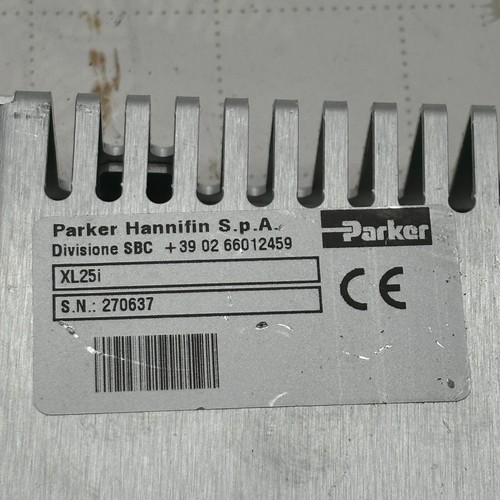 Parker Hannifin S.p.A.
Parker
Divisione SBC +39 02 66012459
XL25i
S.N.: 270637
CE